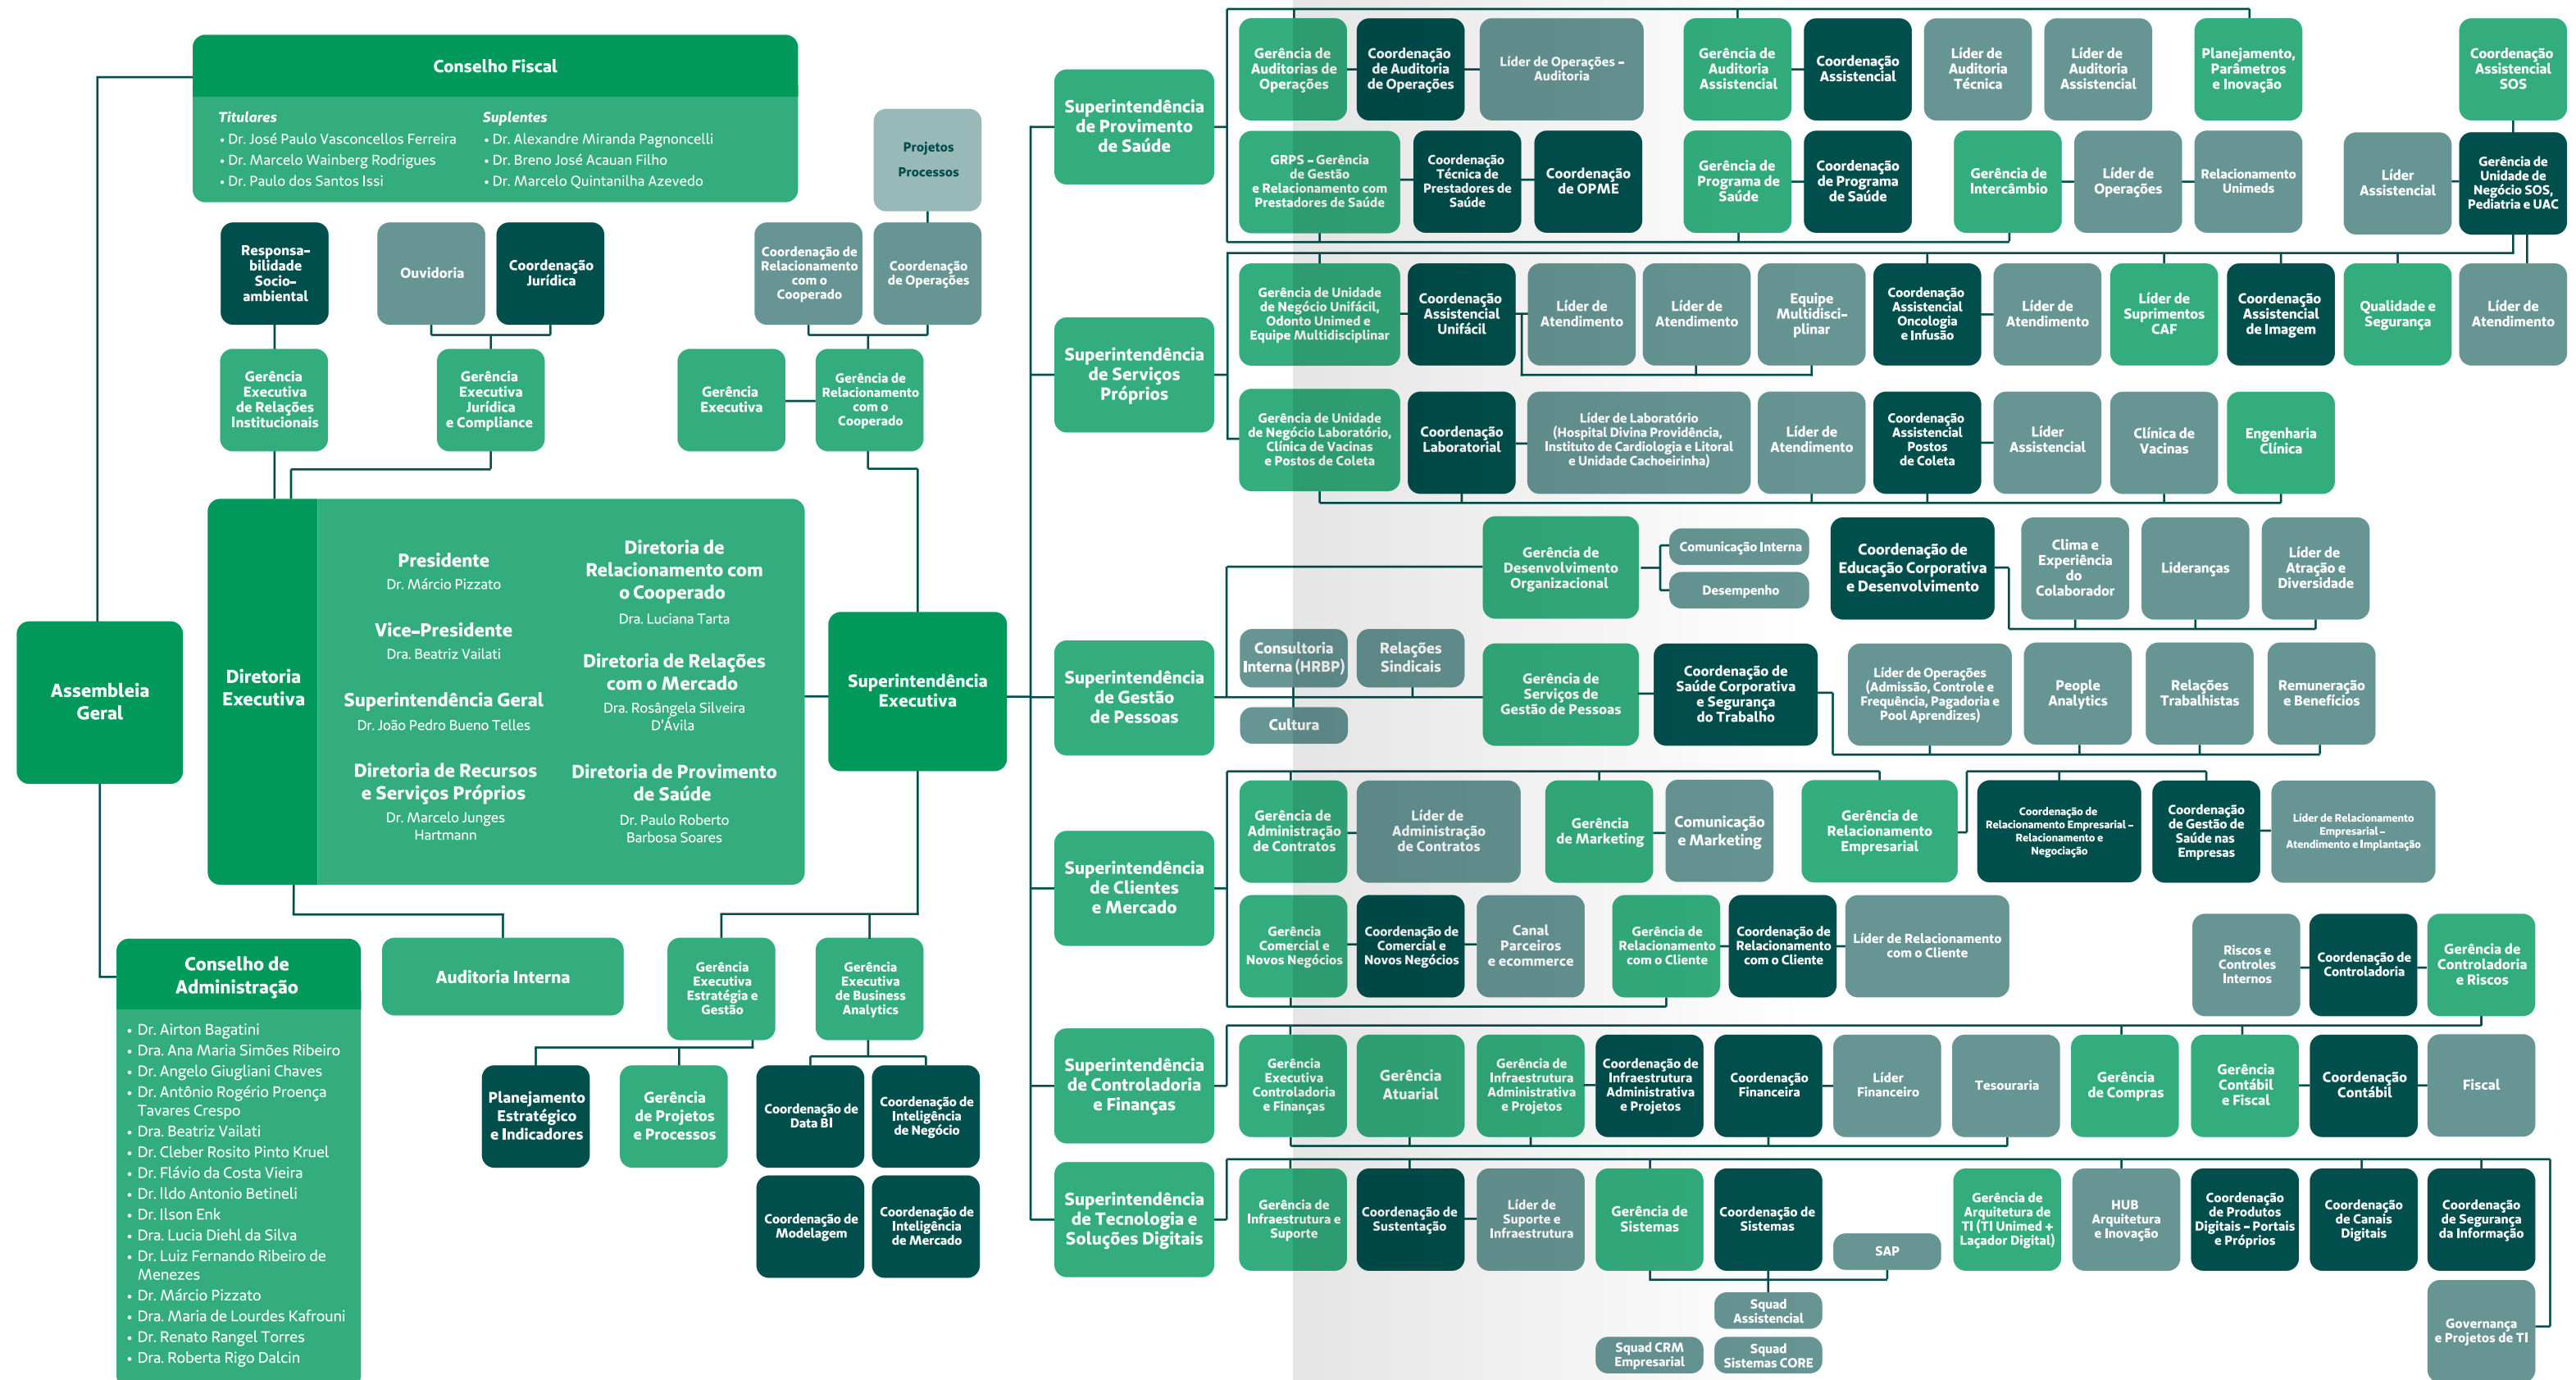 Conselho Fiscal
Titulares
• Dr. José Paulo Vasconcellos Ferreira
• Dr. Marcelo Wainberg Rodrigues
• Dr. Paulo dos Santos Issi
Suplentes
• Dr. Alexandre Miranda Pagnoncelli
• Dr. Breno José Acauan Filho
• Dr. Marcelo Quintanilha Azevedo
Projetos
Processos
Responsa-
bilidade
Socio-
ambiental
Ouvidoria
Coordenação
Jurídica
Coordenação de
Relacionamento
com o
Cooperado
Coordenação
de Operações
Gerência
Executiva
de Relações
Institucionais
Gerência
Executiva
Jurídica
e Compliance
Gerência
Executiva
Gerência de
Relacionamento
com o
Cooperado
Assembleia
Geral
Diretoria
Executiva
Presidente
Dr. Márcio Pizzato
Vice-Presidente
Dra. Beatriz Vailati
Superintendência Geral
Dr. João Pedro Bueno Telles
Diretoria de Recursos
e Serviços Próprios
Dr. Marcelo Junges
Hartmann
Diretoria de
Relacionamento com
o Cooperado
Dra. Luciana Tarta
Diretoria de Relações
com o Mercado
Dra. Rosângela Silveira
D'Ávila
Diretoria de Provimento
de Saúde
Dr. Paulo Roberto
Barbosa Soares
Superintendência
Executiva
Conselho de
Administração
• Dr. Airton Bagatini
• Dra. Ana Maria Simões Ribeiro
• Dr. Angelo Giugliani Chaves
• Dr. Antônio Rogério Proença
Tavares Crespo
• Dra. Beatriz Vailati
• Dr. Cleber Rosito Pinto Kruel
• Dr. Flávio da Costa Vieira
• Dr. Ildo Antonio Betineli
• Dr. Ilson Enk
• Dra. Lucia Diehl da Silva
• Dr. Luiz Fernando Ribeiro de
Menezes
• Dr. Márcio Pizzato
• Dra. Maria de Lourdes Kafrouni
• Dr. Renato Rangel Torres
• Dra. Roberta Rigo Dalcin
Auditoria Interna
Gerência
Executiva
Estratégia e
Gestão
Gerência
Executiva
de Business
Analytics
Planejamento
Estratégico
e Indicadores
Gerência
de Projetos
e Processos
Coordenação de
Data BI
Coordenação de
Inteligência
de Negócio
Coordenação de
Modelagem
Coordenação de
Inteligência
de Mercado
Superintendência
de Provimento
de Saúde
Gerência de
Auditorias de
Operações
Coordenação
de Auditoria
de Operações
Líder de Operações –
Auditoria
Gerência de
Auditoria
Assistencial
Coordenação
Assistencial
Líder de
Auditoria
Técnica
Líder de
Auditoria
Assistencial
Planejamento,
Parâmetros
e Inovação
Coordenação
Assistencial
SOS
GRPS – Gerência
de Gestão
e Relacionamento com
Prestadores de Saúde
Coordenação
Técnica de
Prestadores de
Saúde
Coordenação
de OPME
Gerência de
Programa de
Saúde
Coordenação
de Programa
de Saúde
Gerência de
Intercâmbio
Líder de
Operações
Relacionamento
Unimeds
Líder
Assistencial
Gerência de
Unidade de
Negócio SOS,
Pediatria e UAC
Superintendência
de Serviços
Próprios
Gerência de Unidade
de Negócio Unifácil,
Odonto Unimed e
Equipe Multidisciplinar
Coordenação
Assistencial
Unifácil
Líder de
Atendimento
Líder de
Atendimento
Equipe
Multidisci-
plinar
Coordenação
Assistencial
Oncologia
e Infusão
Líder de
Atendimento
Líder de
Suprimentos
CAF
Coordenação
Assistencial
de Imagem
Qualidade e
Segurança
Líder de
Atendimento
Gerência de Unidade
de Negócio Laboratório,
Clínica de Vacinas
e Postos de Coleta
Coordenação
Laboratorial
Líder de Laboratório
(Hospital Divina Providência,
Instituto de Cardiologia e Litoral
e Unidade Cachoeirinha)
Líder de
Atendimento
Coordenação
Assistencial
Postos
de Coleta
Líder
Assistencial
Clínica de
Vacinas
Engenharia
Clínica
Superintendência
de Gestão
de Pessoas
Gerência de
Desenvolvimento
Organizacional
Comunicação Interna
Desempenho
Coordenação de
Educação Corporativa
e Desenvolvimento
Clima e
Experiência
do
Colaborador
Lideranças
Líder de
Atração e
Diversidade
Consultoria
Interna (HRBP)
Relações
Sindicais
Cultura
Gerência de
Serviços de
Gestão de Pessoas
Coordenação de
Saúde Corporativa
e Segurança
do Trabalho
Líder de Operações
(Admissão, Controle e
Frequência, Pagadoria e
Pool Aprendizes)
People
Analytics
Relações
Trabalhistas
Remuneração
e Benefícios
Superintendência
de Clientes
e Mercado
Gerência de
Administração
de Contratos
Líder de
Administração
de Contratos
Gerência
de Marketing
Comunicação
e Marketing
Gerência de
Relacionamento
Empresarial
Coordenação de
Relacionamento Empresarial –
Relacionamento e
Negociação
Coordenação
de Gestão de
Saúde nas
Empresas
Líder de Relacionamento
Empresarial –
Atendimento e Implantação
Gerência
Comercial e
Novos Negócios
Coordenação de
Comercial e
Novos Negócios
Canal
Parceiros
e ecommerce
Gerência de
Relacionamento
com o Cliente
Coordenação de
Relacionamento
com o Cliente
Líder de Relacionamento
com o Cliente
Riscos e
Controles
Internos
Coordenação de
Controladoria
Gerência de
Controladoria
e Riscos
Superintendência
de Controladoria
e Finanças
Gerência
Executiva
Controladoria
e Finanças
Gerência
Atuarial
Gerência de
Infraestrutura
Administrativa
e Projetos
Coordenação de
Infraestrutura
Administrativa
e Projetos
Coordenação
Financeira
Líder
Financeiro
Tesouraria
Gerência
de Compras
Gerência
Contábil
e Fiscal
Coordenação
Contábil
Fiscal
Superintendência
de Tecnologia e
Soluções Digitais
Gerência de
Infraestrutura e
Suporte
Coordenação de
Sustentação
Líder de
Suporte e
Infraestrutura
Gerência de
Sistemas
Coordenação de
Sistemas
SAP
Gerência de
Arquitetura de
TI (TI Unimed +
Laçador Digital)
HUB
Arquitetura
e Inovação
Coordenação
de Produtos
Digitais – Portais
e Próprios
Coordenação
de Canais
Digitais
Coordenação
de Segurança
da Informação
Squad
Assistencial
Squad CRM
Empresarial
Squad
Sistemas CORE
Governança
e Projetos de TI